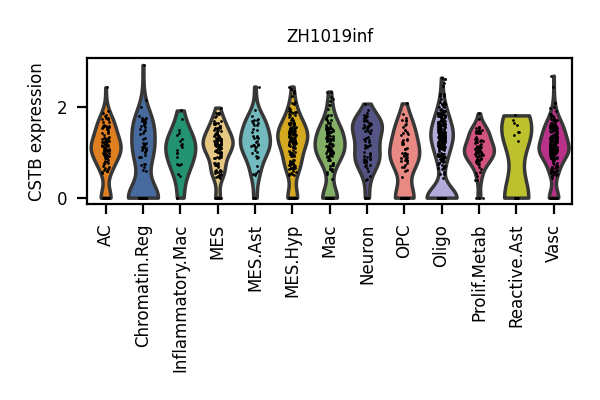 ZH1019inf
CSTB expression
2
0
AC
Chromatin.Reg
Inflammatory.Mac
MES
MES.Ast
MES.Hyp
Mac
Neuron
OPC
Oligo
Prolif.Metab
Reactive.Ast
Vasc